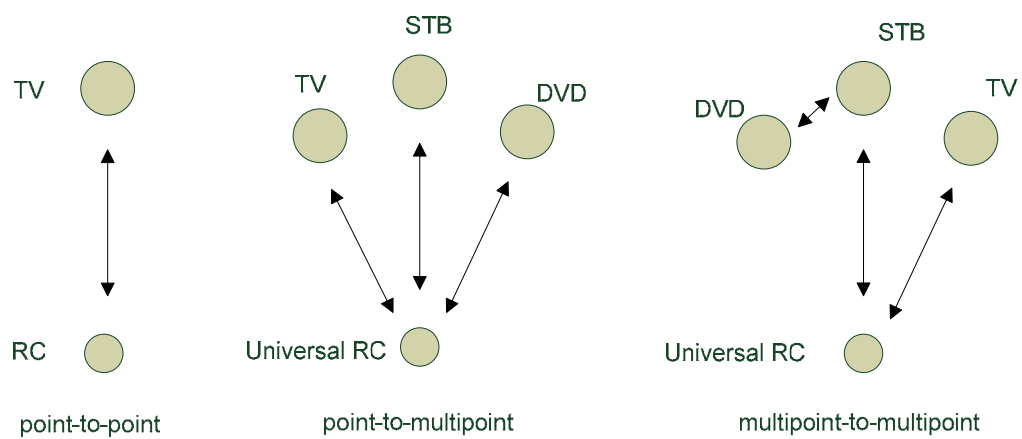 TV
RC
point-to-point
STB
TV
DVD
Universal RC
point-to-multipoint
STB
TV
DVD
Universal RC
multipoint-to-multipoint